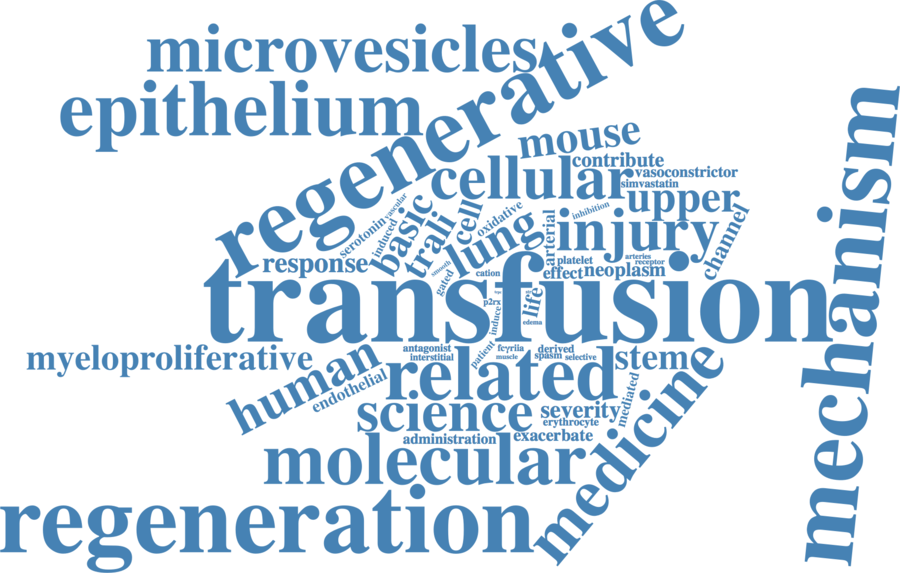 microvesicles
regenerative
epithelium
mechanism
mouse
contribute
cellular
vasoconstrictor
simvastatin
upper
vascular
serotonin
induced
basic
trali
cell
oxidative
inhibition
arterial
injury
channel
lung
response
smooth
gated
cation
platelet
effect
arteries
receptor
neoplasm
transfusion
p2rx
life
induce
edema
myeloproliferative
human
endothelial
antagonist
interstitial
patient
fcγriia
muscle
derived
spasm
selective
steme
related
mediated
medicine
science
severity
erythrocyte
administration
exacerbate
molecular
regeneration